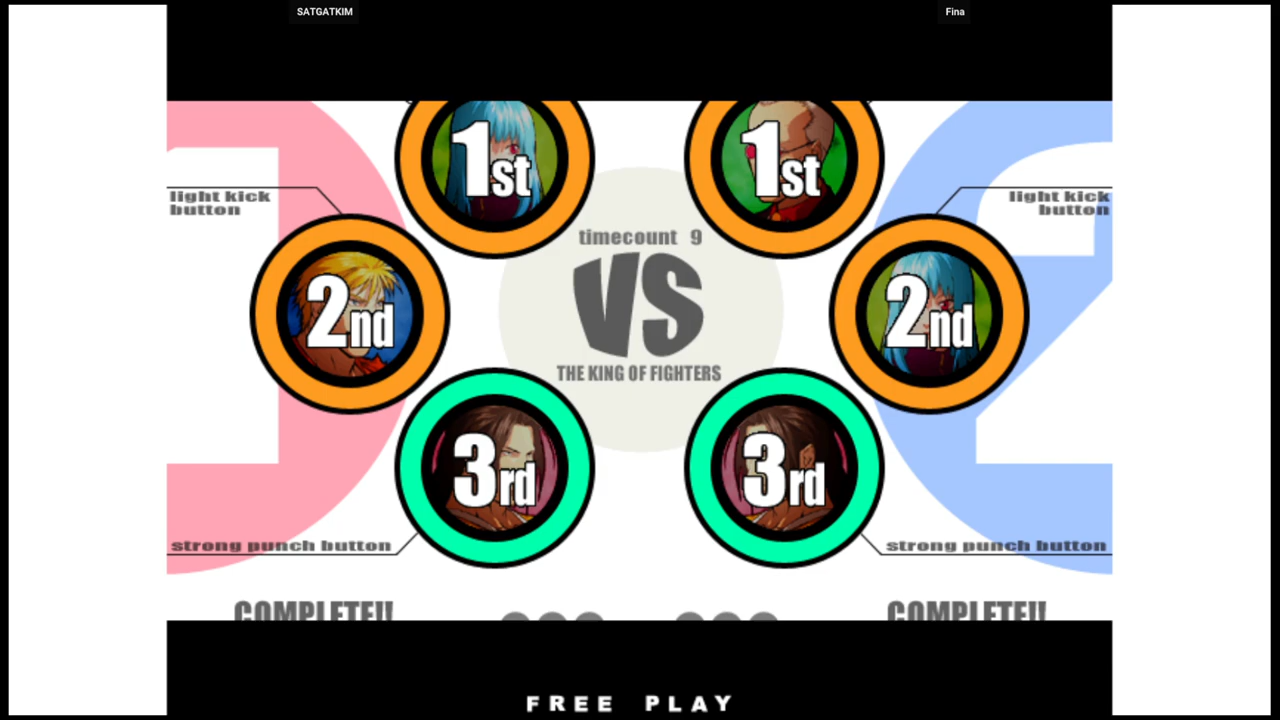 SATGATKIM
Fina
1st
1st
light kick
button
light kick
button
timecount 9
2nd
VS
2nd
THE KING OF FIGHTERS
3rd
3rd
strong punch button
strong punch button
COMPLETE!!
COMPLETE!!
FREE PLAY